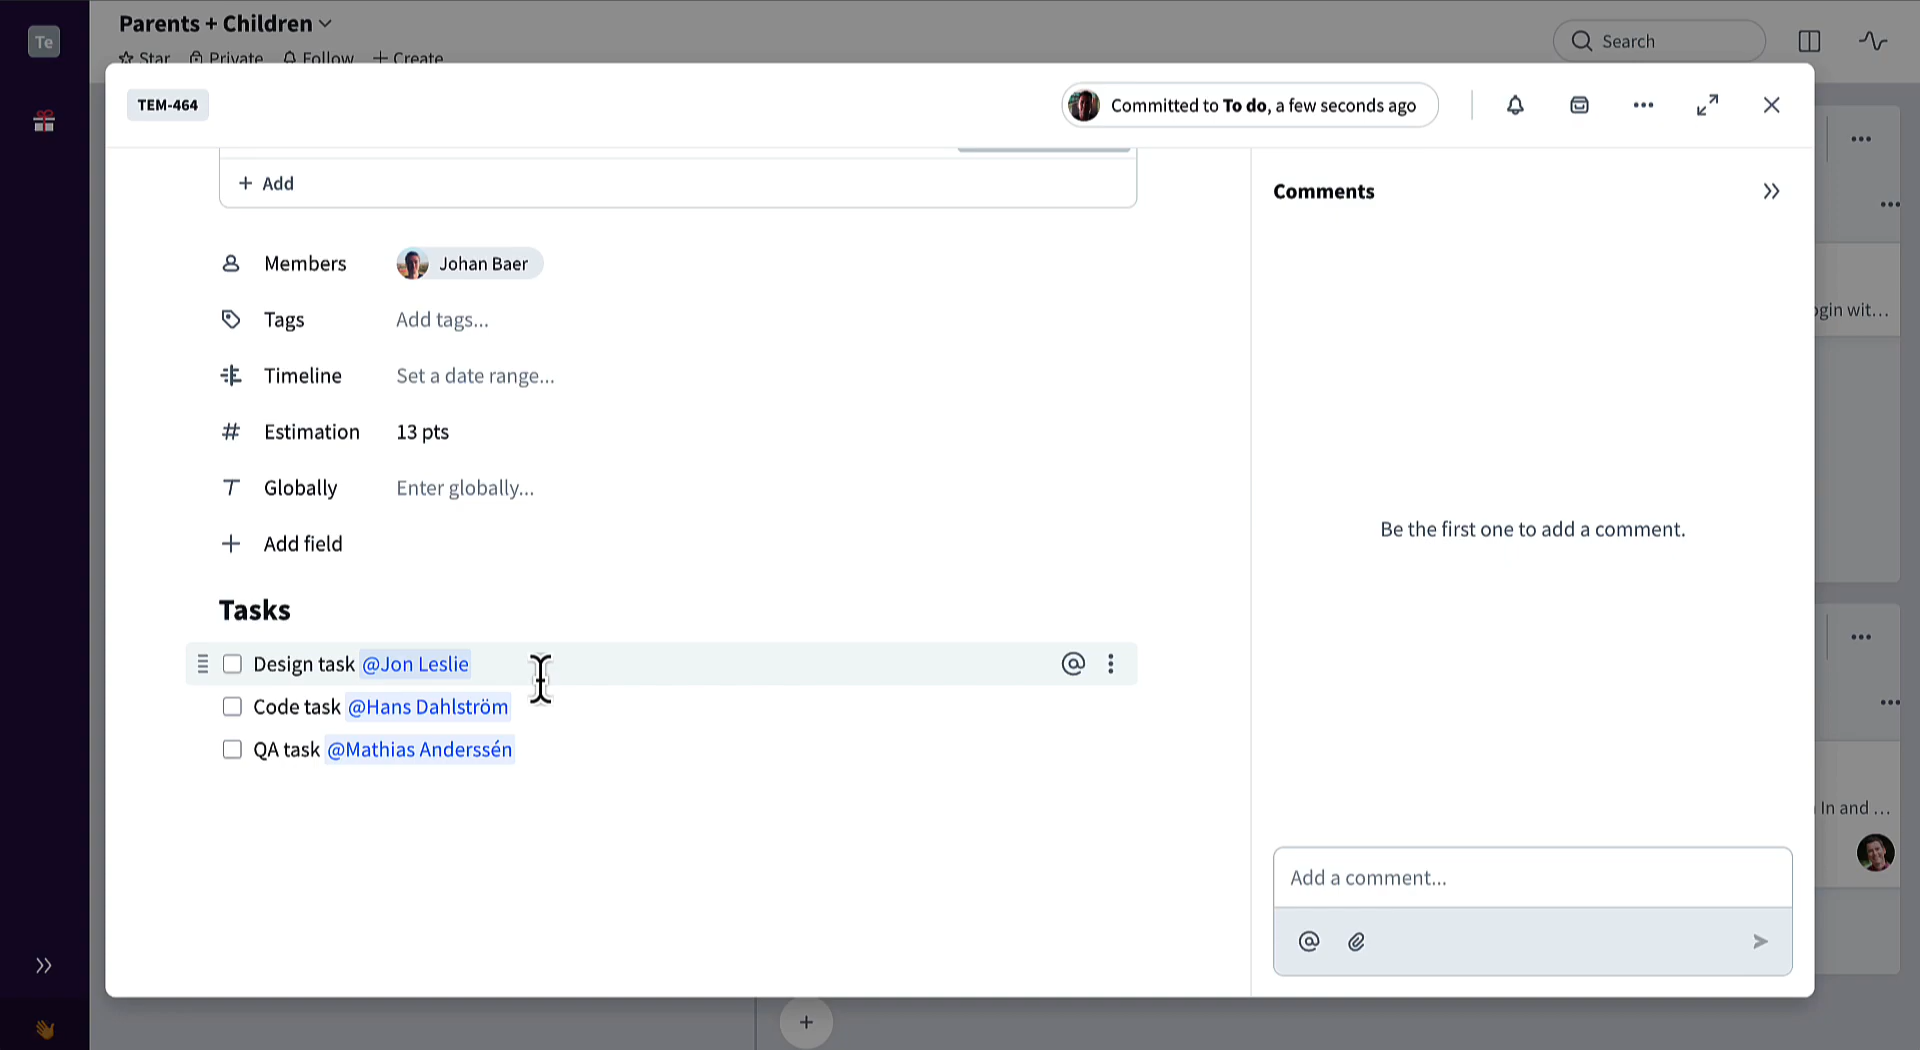 Te
Parents + Children
Star Private Follow + Create
Search
TEM-464
Committed to To do, a few seconds ago
+ Add
Comments
Members Johan Baer
Tags Add tags...
Timeline Set a date range...
# Estimation 13 pts
Globally Enter globally...
+ Add field
Be the first one to add a comment.
Tasks
Design task @Jon Leslie
Code task @Hans Dahlström
QA task @Mathias Anderssén
Add a comment...
wit...
In and ...